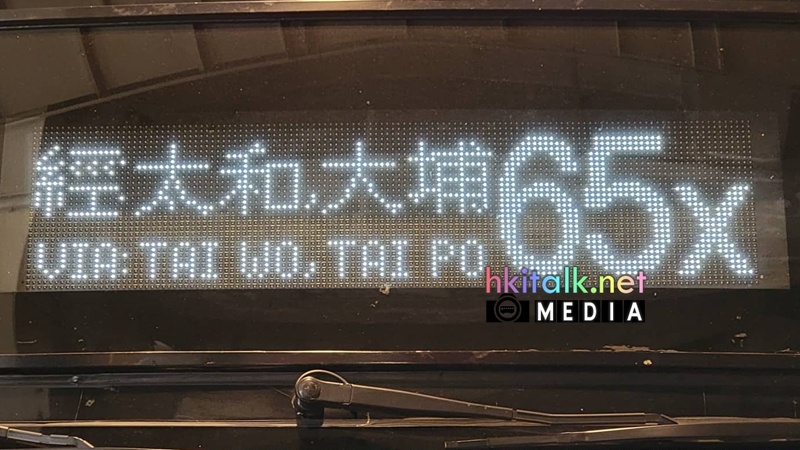 經太和,大埔 65x
VIA: TAI WO, TAI PO
hkitalk.net
MEDIA